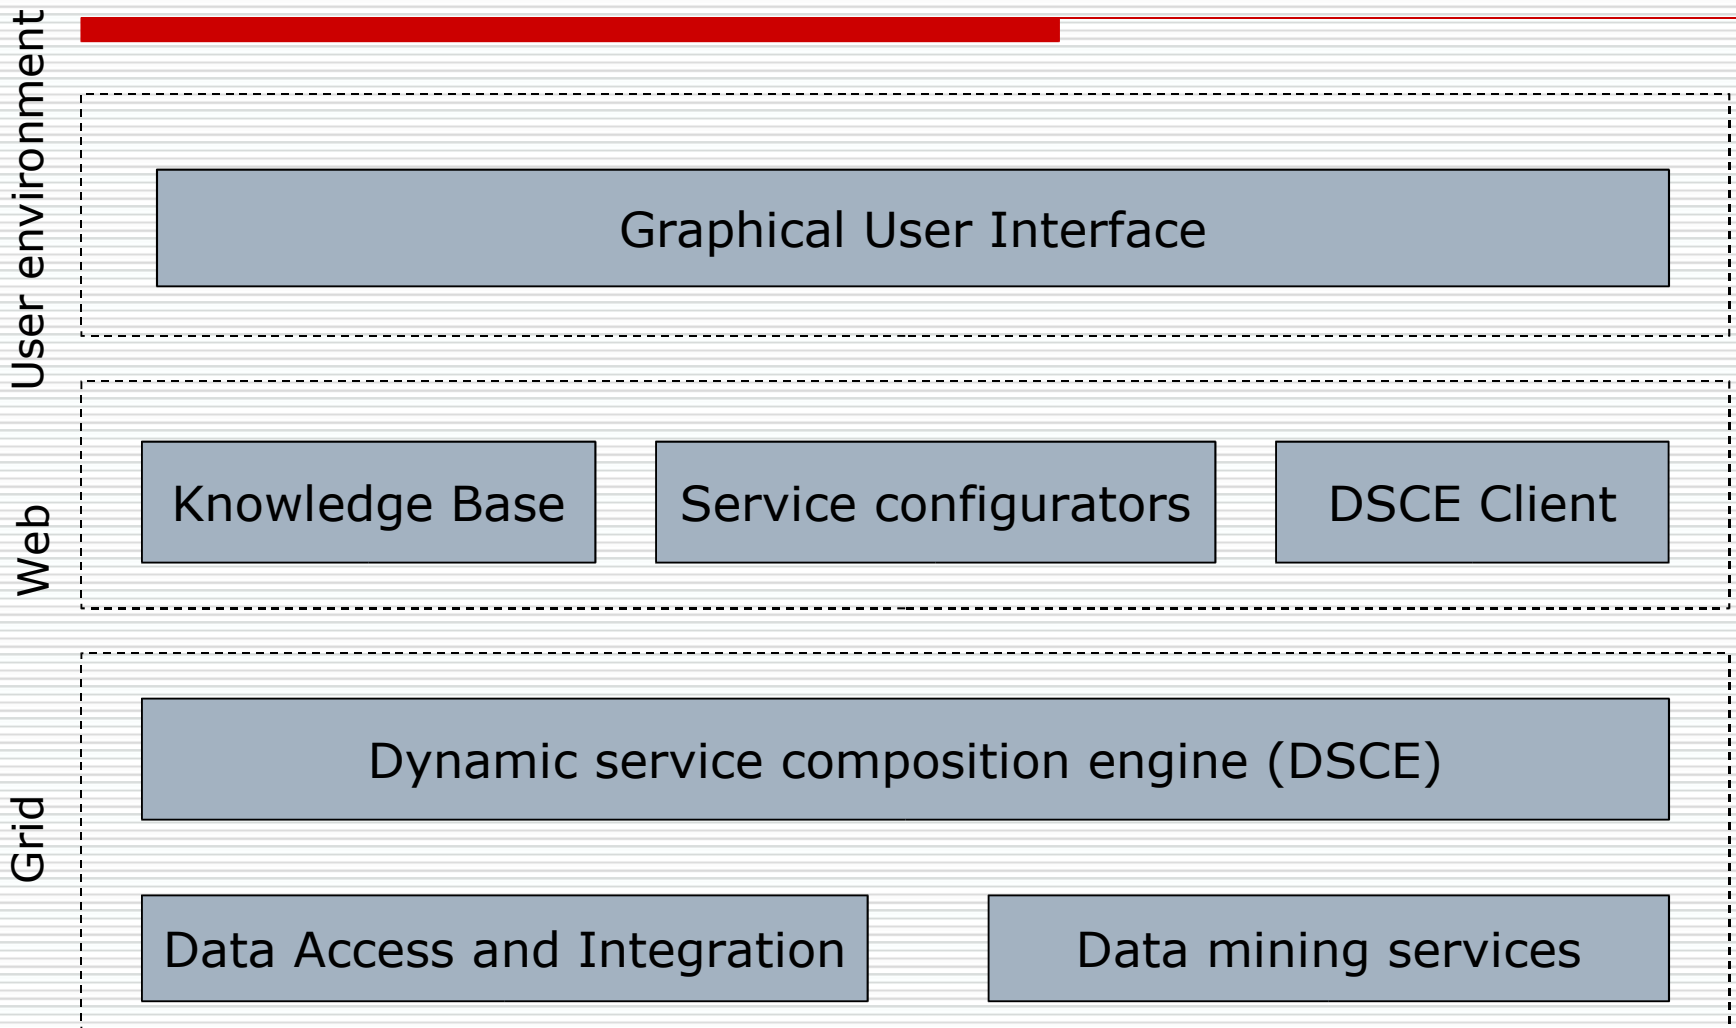 User environment
Graphical User Interface
Web
Knowledge Base
Service configurators
DSCE Client
Grid
Dynamic service composition engine (DSCE)
Data Access and Integration
Data mining services